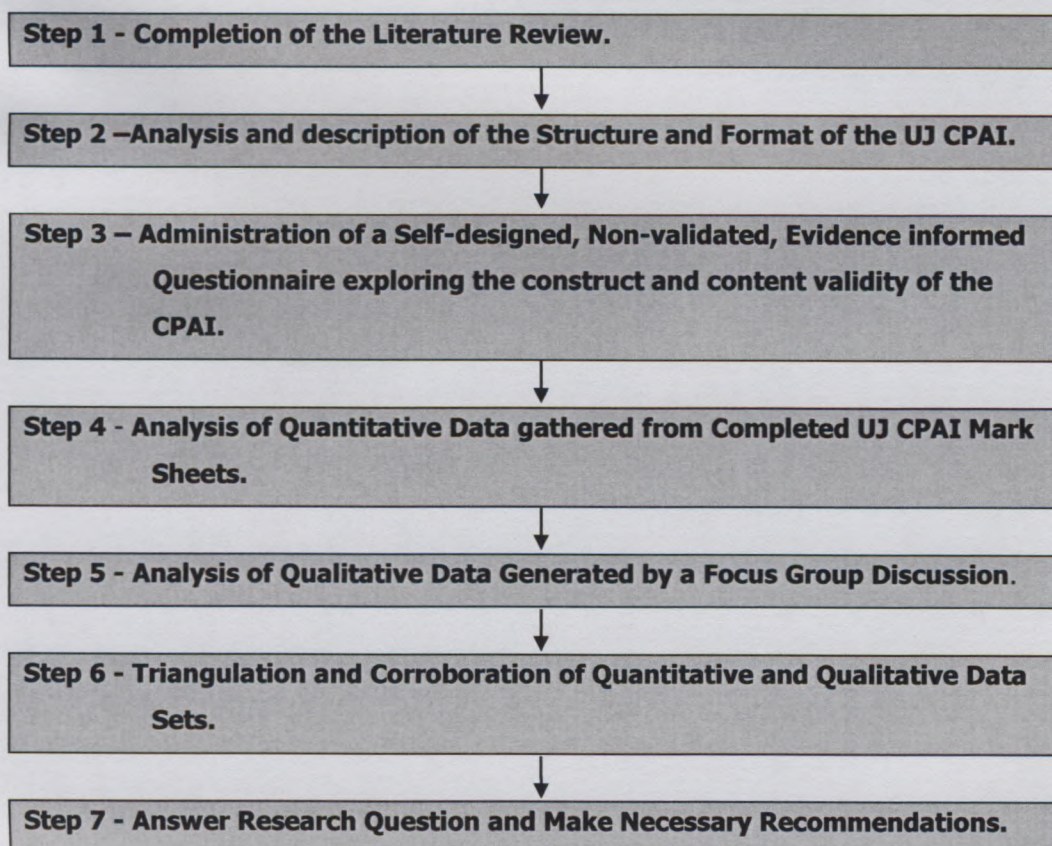 Step 1 - Completion of the Literature Review.
Step 2 –Analysis and description of the Structure and Format of the UJ CPAI.
Step 3 – Administration of a Self-designed, Non-validated, Evidence informed
Questionnaire exploring the construct and content validity of the
CPAI.
Step 4 - Analysis of Quantitative Data gathered from Completed UJ CPAI Mark
Sheets.
Step 5 - Analysis of Qualitative Data Generated by a Focus Group Discussion.
Step 6 - Triangulation and Corroboration of Quantitative and Qualitative Data
Sets.
Step 7 - Answer Research Question and Make Necessary Recommendations.